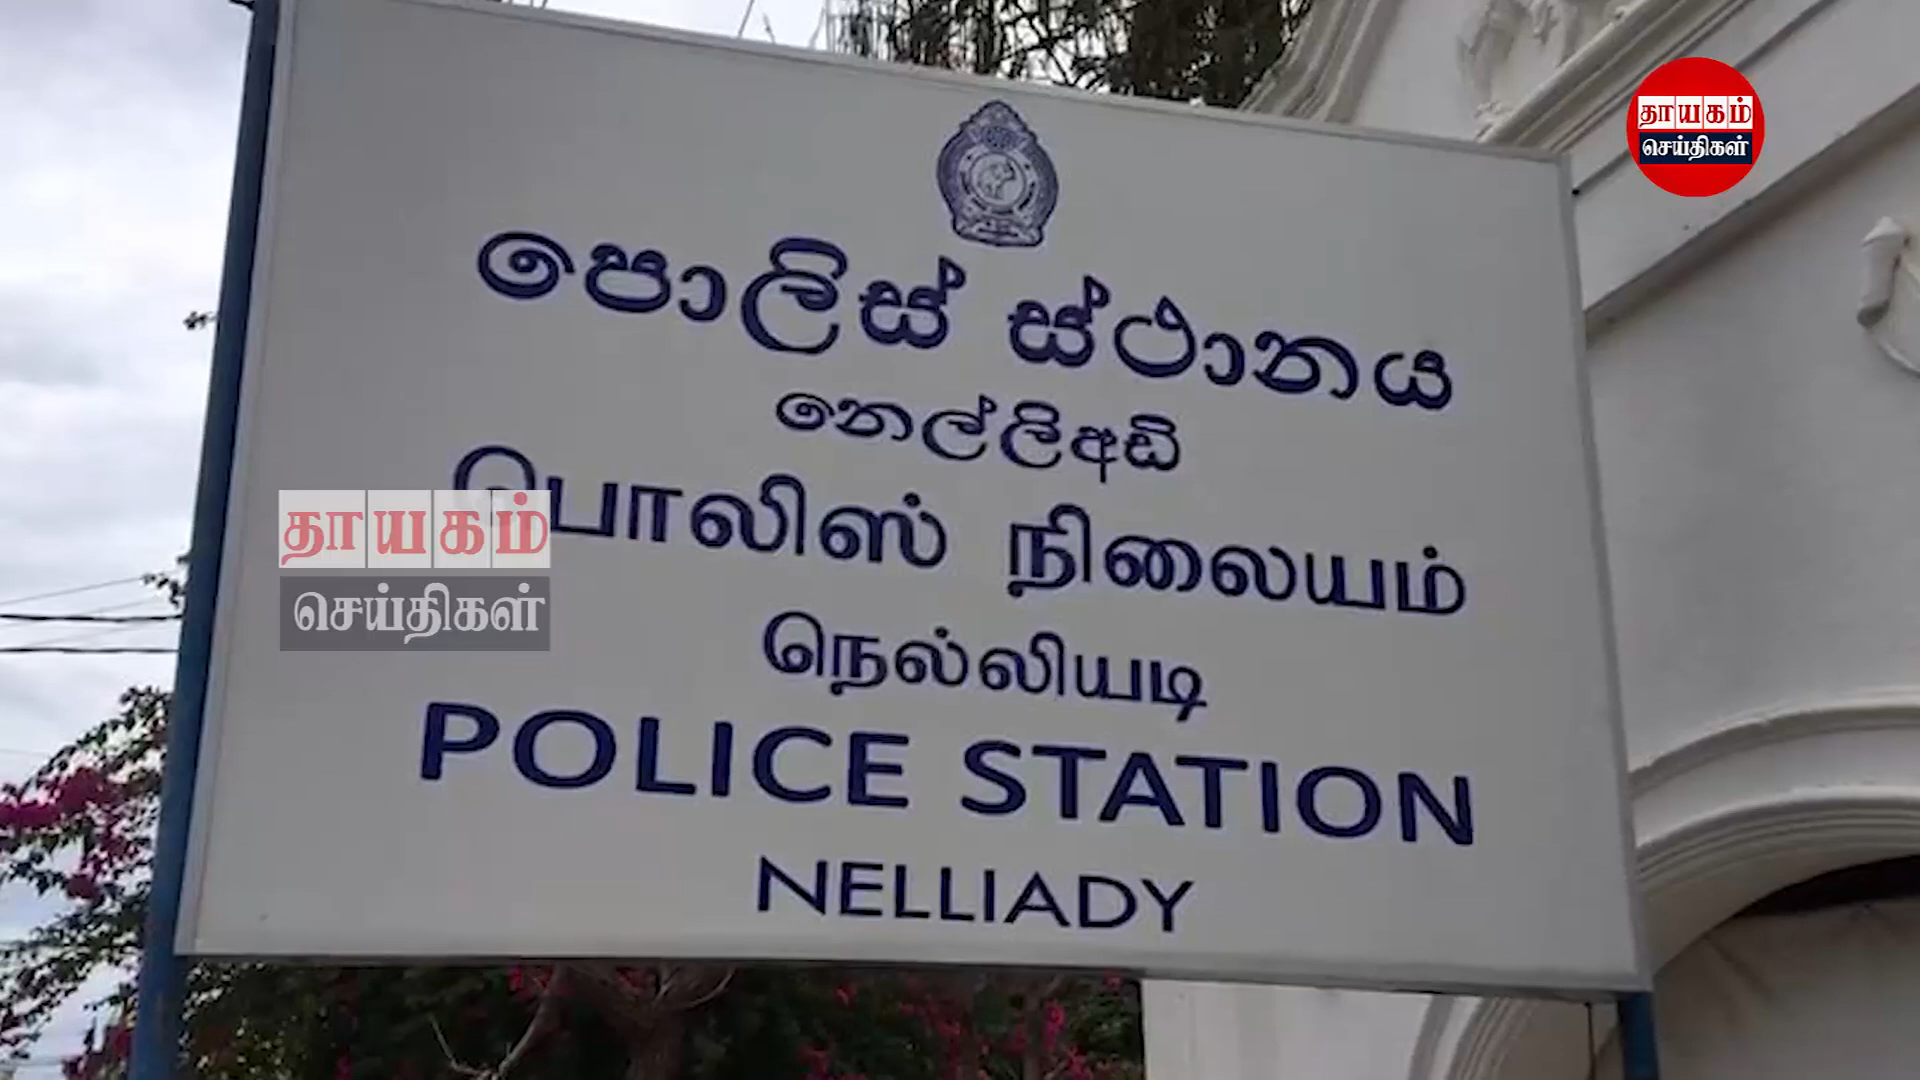 තாயகம்
செய்திகள்
පොලිස් ස්ථානය
නෙල්ලිඅඩි
பொலிஸ் நிலையம்
தாயகம்
செய்திகள்
நெல்லியடி
POLICE STATION
NELLIADY